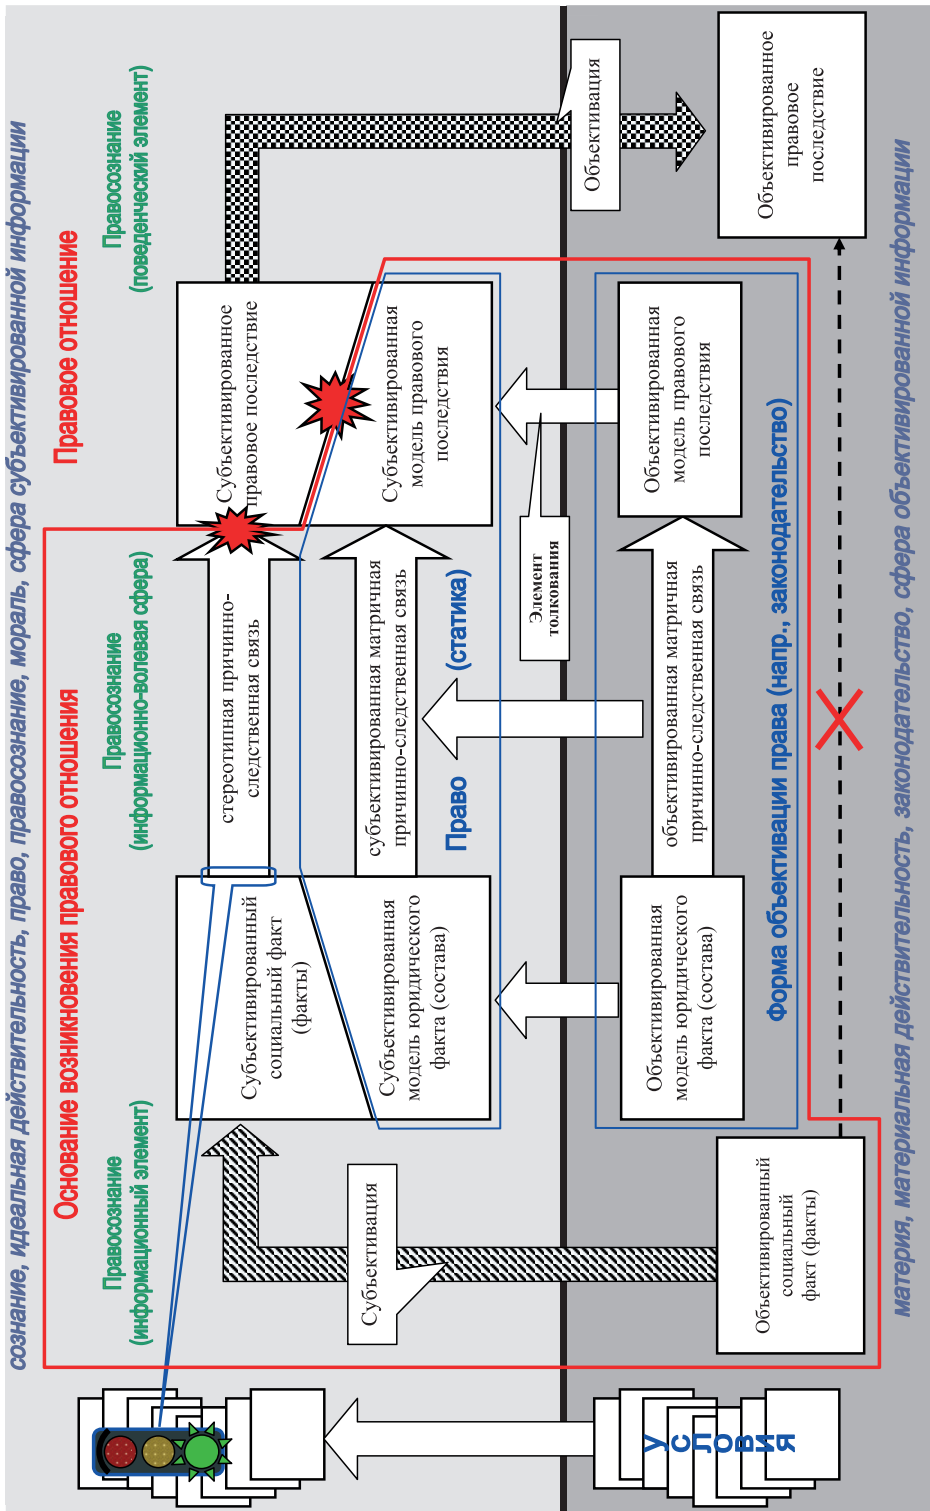 сознание, идеальная действительность, право, правосознание, мораль, сфера субъективированной информации
Основание возникновения правового отношения
Правовое отношение
Правосознание
(информационный элемент)
Правосознание
(информационно-волевая сфера)
Правосознание
(поведенческий элемент)
Субъективированный
социальный факт
(факты)
стереотипная причинно-
следственная связь
Субъективированное
правовое последствие
Субъективированная
модель юридического
факта (состава)
субъективированная матричная
причинно-следственная связь
Субъективированная
модель правового
последствия
Субъективация
Право
(статика)
Элемент
толкования
Объективация
Условия
Объективированная
модель юридического
факта (состава)
объективированная матричная
причинно-следственная связь
Объективированная
модель правового
последствия
Форма объективации права (напр., законодательство)
Объективированный
социальный
факт (факты)
Объективированное
правовое
последствие
материя, материальная действительность, законодательство, сфера объективированной информации